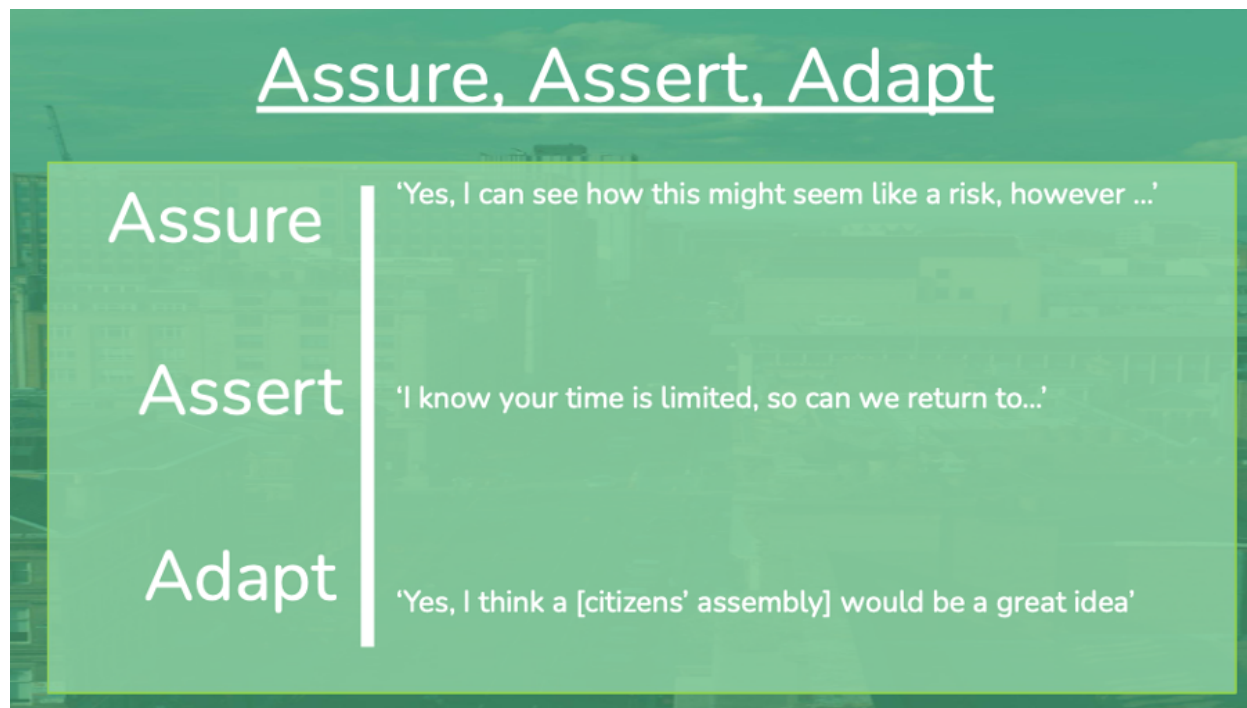 Assure, Assert, Adapt
Assure
‘Yes, I can see how this might seem like a risk, however ...’
Assert
‘I know your time is limited, so can we return to...’
Adapt
‘Yes, I think a [citizens’ assembly] would be a great idea’